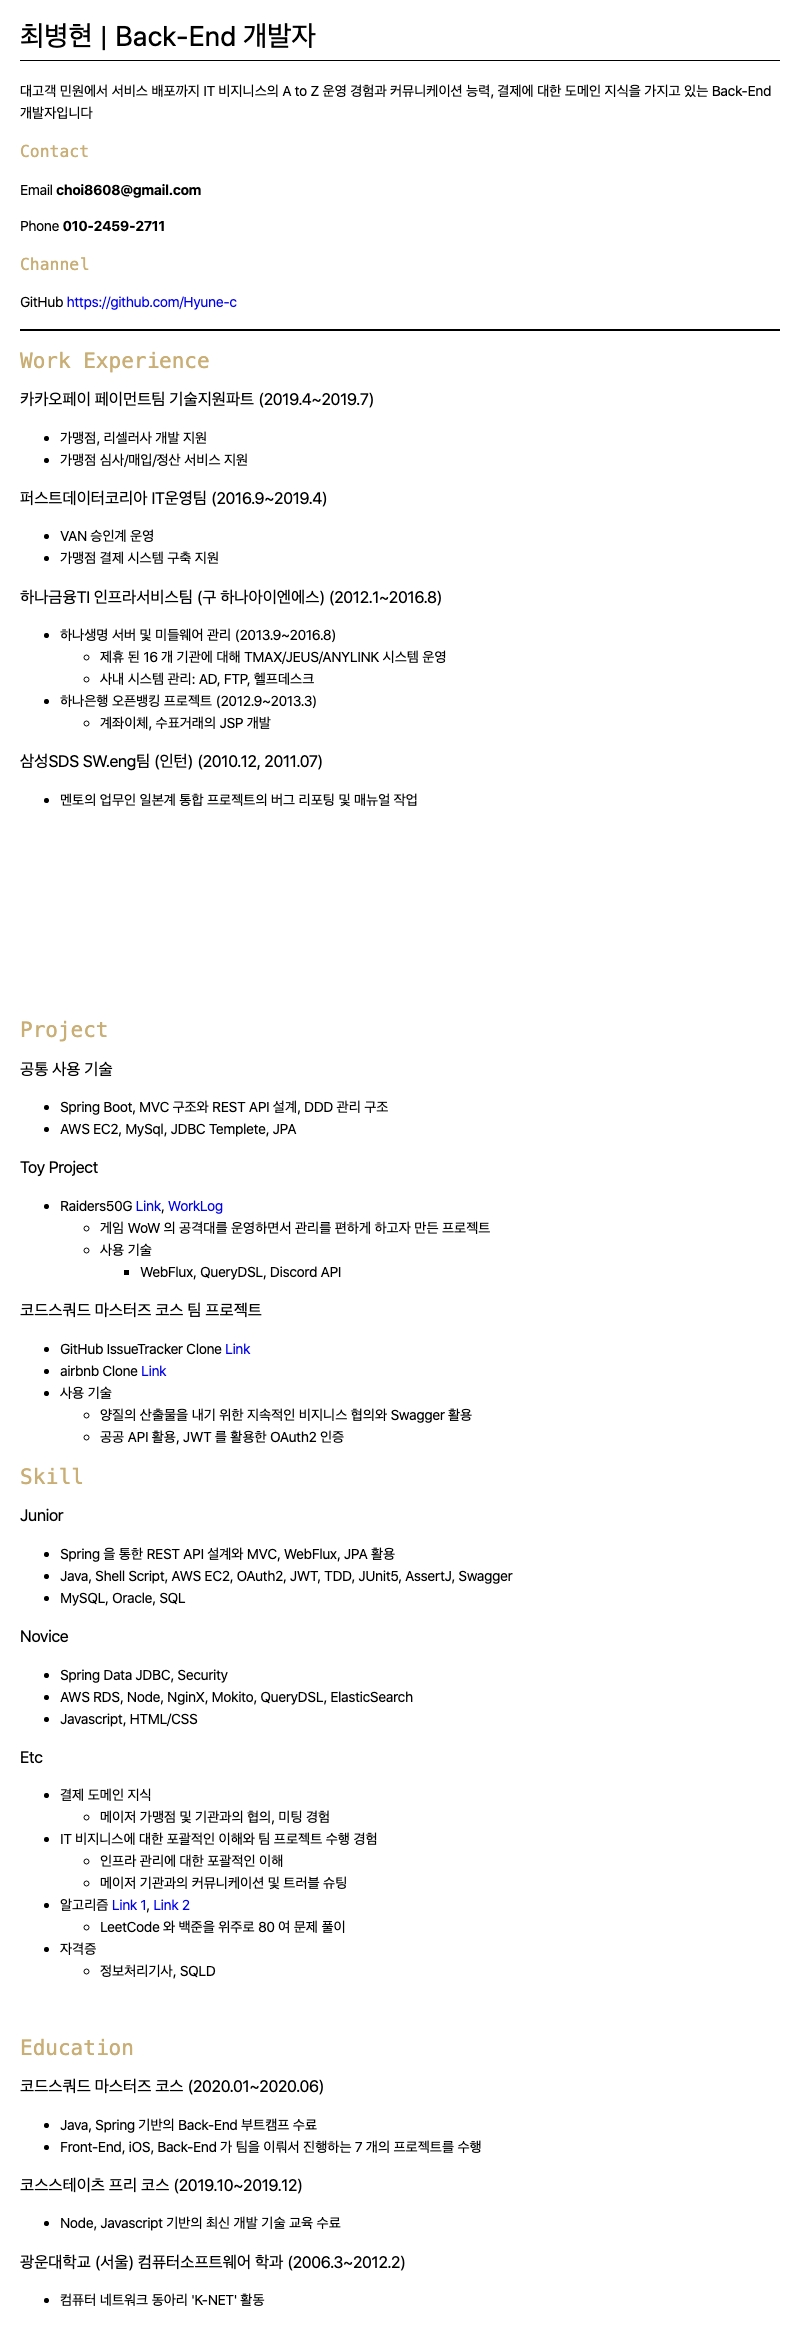 최병현 | Back-End 개발자
대고객 민원에서 서비스 배포까지 IT 비지니스의 A to Z 운영 경험과 커뮤니케이션 능력, 결제에 대한 도메인 지식을 가지고 있는 Back-End
개발자입니다
Contact
Email choi8608@gmail.com
Phone 010-2459-2711
Channel
GitHub https://github.com/Hyune-c
Work Experience
카카오페이 페이먼트팀 기술지원파트 (2019.4~2019.7)
• 가맹점, 리셀러사 개발 지원
• 가맹점 심사/매입/정산 서비스 지원
퍼스트데이터코리아 IT운영팀 (2016.9~2019.4)
• VAN 승인계 운영
• 가맹점 결제 시스템 구축 지원
하나금융TI 인프라서비스팀 (구 하나아이엔에스) (2012.1~2016.8)
• 하나생명 서버 및 미들웨어 관리 (2013.9~2016.8)
◦ 제휴 된 16 개 기관에 대해 TMAX/JEUS/ANYLINK 시스템 운영
◦ 사내 시스템 관리: AD, FTP, 헬프데스크
• 하나은행 오픈뱅킹 프로젝트 (2012.9~2013.3)
◦ 계좌이체, 수표거래의 JSP 개발
삼성SDS SW.eng팀 (인턴) (2010.12, 2011.07)
• 멘토의 업무인 일본계 통합 프로젝트의 버그 리포팅 및 매뉴얼 작업
Project
공통 사용 기술
• Spring Boot, MVC 구조와 REST API 설계, DDD 관리 구조
• AWS EC2, MySql, JDBC Templete, JPA
Toy Project
• Raiders50G Link, WorkLog
◦ 게임 WoW 의 공격대를 운영하면서 관리를 편하게 하고자 만든 프로젝트
◦ 사용 기술
▪ WebFlux, QueryDSL, Discord API
코드스쿼드 마스터즈 코스 팀 프로젝트
• GitHub IssueTracker Clone Link
• airbnb Clone Link
• 사용 기술
◦ 양질의 산출물을 내기 위한 지속적인 비지니스 협의와 Swagger 활용
◦ 공공 API 활용, JWT 를 활용한 OAuth2 인증
Skill
Junior
• Spring 을 통한 REST API 설계와 MVC, WebFlux, JPA 활용
• Java, Shell Script, AWS EC2, OAuth2, JWT, TDD, JUnit5, AssertJ, Swagger
• MySQL, Oracle, SQL
Novice
• Spring Data JDBC, Security
• AWS RDS, Node, NginX, Mokito, QueryDSL, ElasticSearch
• Javascript, HTML/CSS
Etc
• 결제 도메인 지식
◦ 메이저 가맹점 및 기관과의 협의, 미팅 경험
• IT 비지니스에 대한 포괄적인 이해와 팀 프로젝트 수행 경험
◦ 인프라 관리에 대한 포괄적인 이해
◦ 메이저 기관과의 커뮤니케이션 및 트러블 슈팅
• 알고리즘 Link 1, Link 2
◦ LeetCode 와 백준을 위주로 80 여 문제 풀이
• 자격증
◦ 정보처리기사, SQLD
Education
코드스쿼드 마스터즈 코스 (2020.01~2020.06)
• Java, Spring 기반의 Back-End 부트캠프 수료
• Front-End, iOS, Back-End 가 팀을 이뤄서 진행하는 7 개의 프로젝트를 수행
코스스테이츠 프리 코스 (2019.10~2019.12)
• Node, Javascript 기반의 최신 개발 기술 교육 수료
광운대학교 (서울) 컴퓨터소프트웨어 학과 (2006.3~2012.2)
• 컴퓨터 네트워크 동아리 'K-NET' 활동